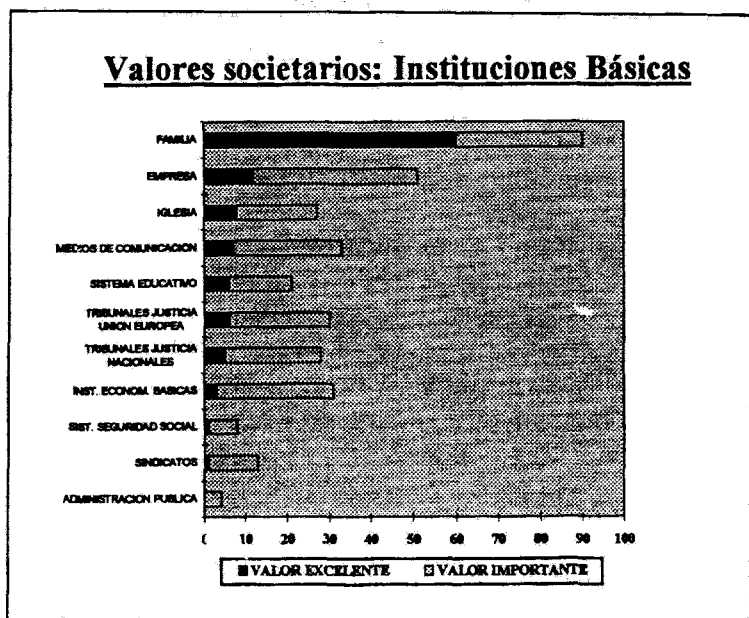 Valores societarios: Instituciones Básicas
FAMILIA
EMPRESA
IGLESIA
MEDIOS DE COMUNICACION
SISTEMA EDUCATIVO
TRIBUNALES JUSTICIA
UNION EUROPEA
TRIBUNALES JUSTICIA
NACIONALES
INST. ECONOM. BASICAS
SIST. SEGURIDAD SOCIAL
SINDICATOS
ADMINISTRACION PUBLICA
10 20 30 40 50 60 70 80 90 100
VALOR EXCELENTE VALOR IMPORTANTE